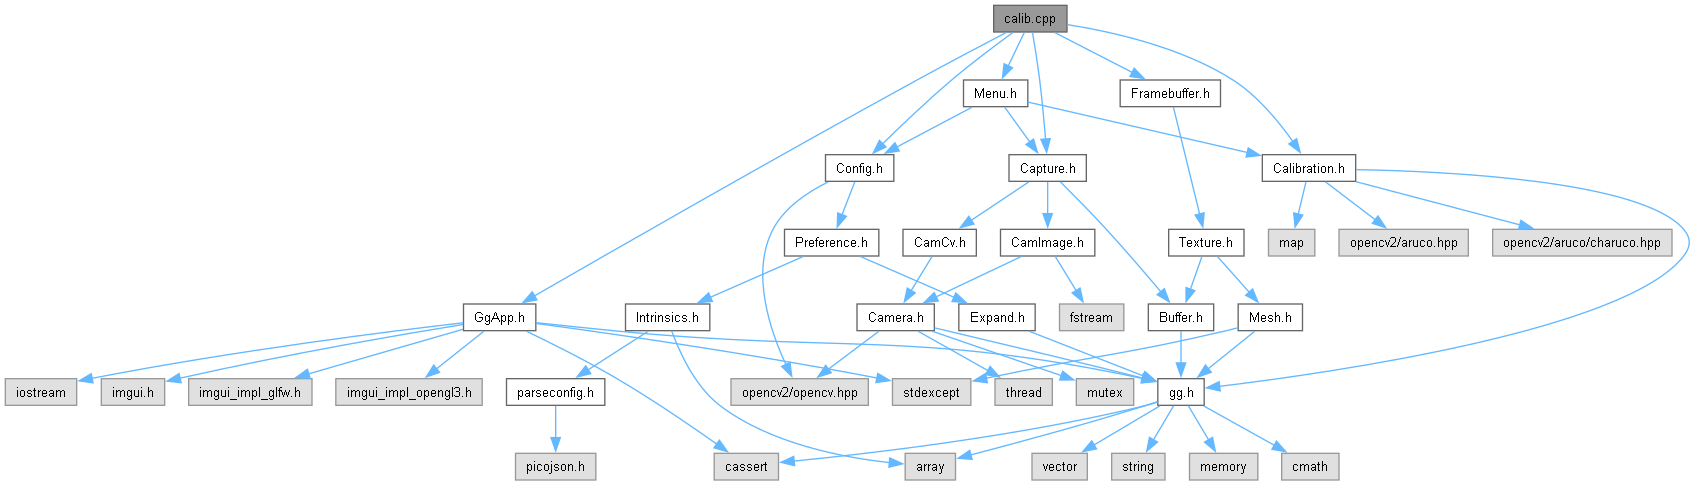 calib.cpp
Menu.h
Framebuffer.h
Config.h
Capture.h
Calibration.h
Preference.h
CamCv.h
CamImage.h
Texture.h
map
opencv2/aruco.hpp
opencv2/aruco/charuco.hpp
GgApp.h
Intrinsics.h
Camera.h
Expand.h
fstream
Buffer.h
Mesh.h
iostream
imgui.h
imgui_impl_glfw.h
imgui_impl_opengl3.h
parseconfig.h
opencv2/opencv.hpp
stdexcept
thread
mutex
gg.h
picojson.h
cassert
array
vector
string
memory
cmath